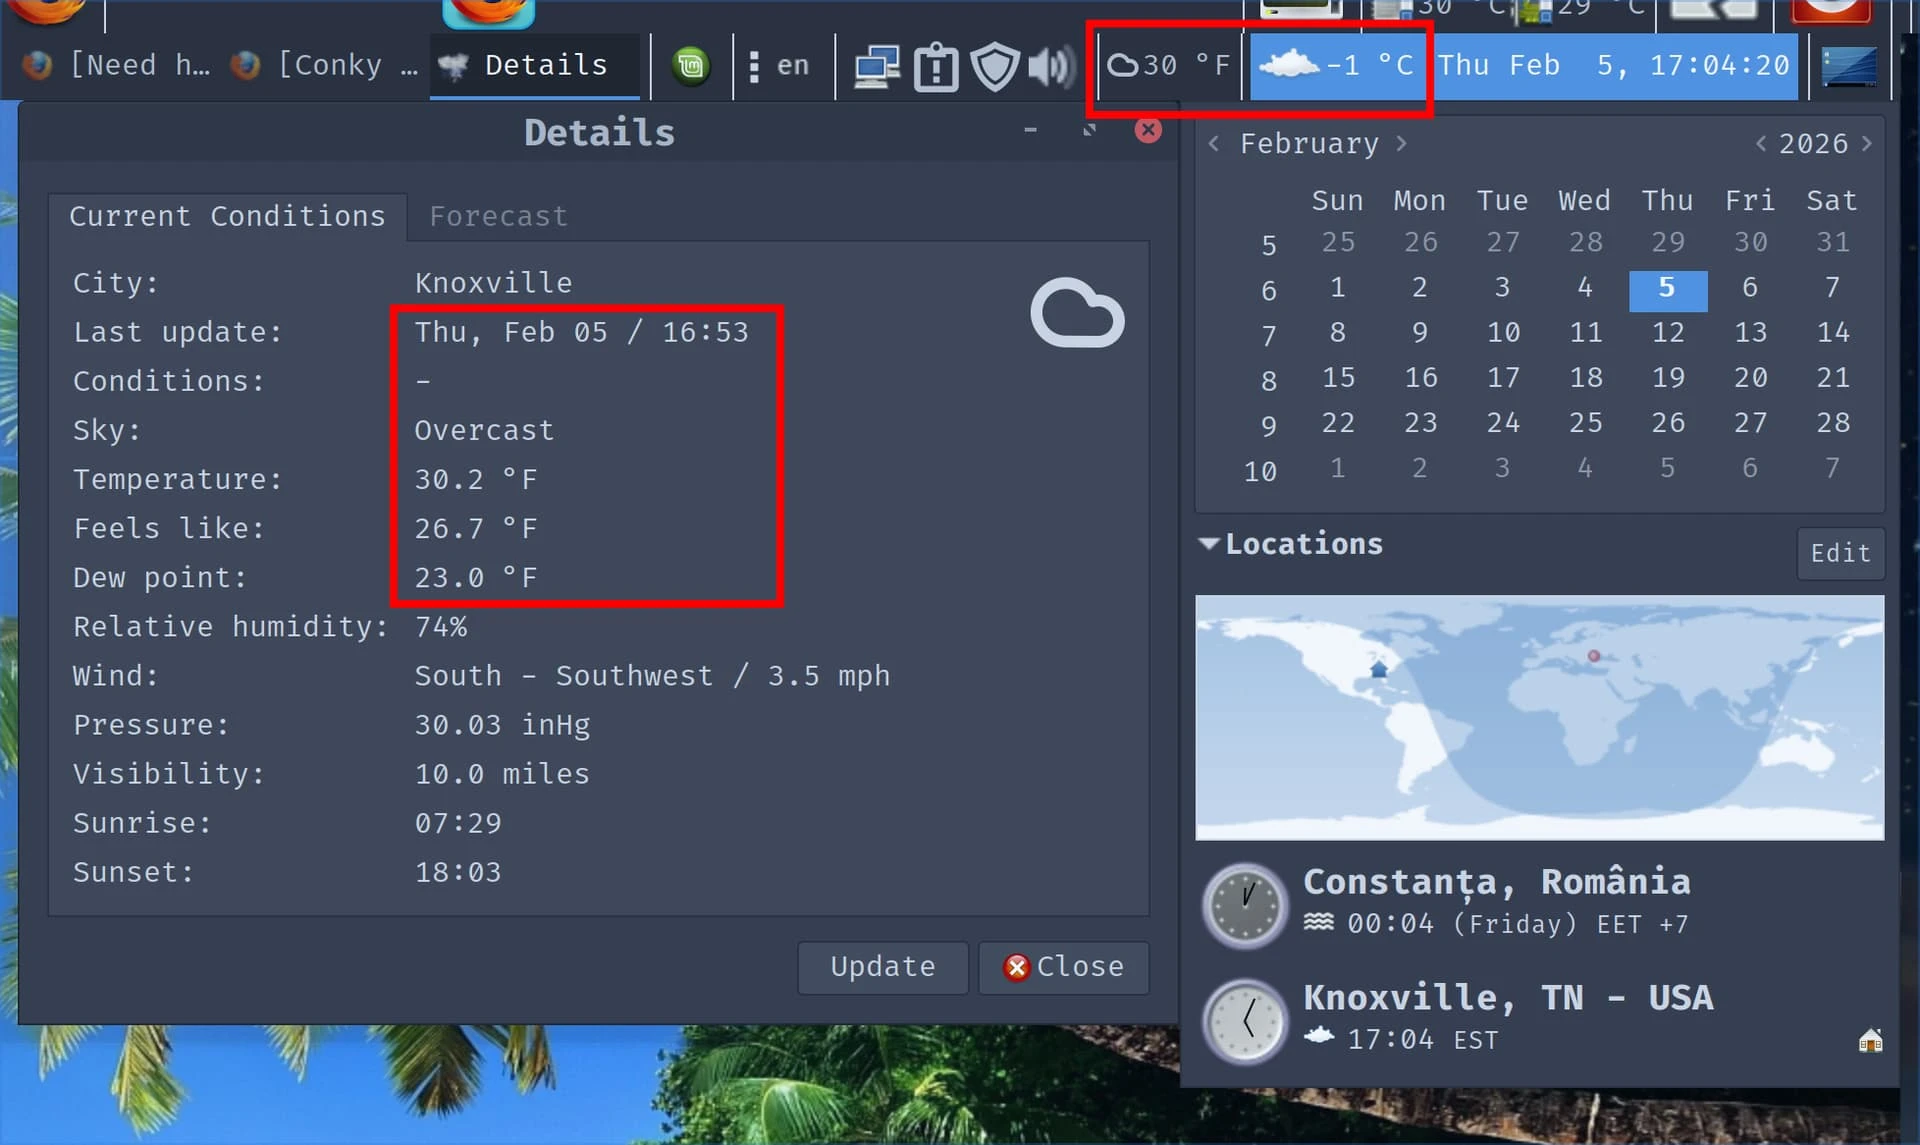 30 °C 29 °C
[Need h… [Conky … Details en 30 °F -1 °C Thu Feb 5, 17:04:20
Details
Current Conditions Forecast
City: Knoxville
Last update: Thu, Feb 05 / 16:53
Conditions: -
Sky: Overcast
Temperature: 30.2 °F
Feels like: 26.7 °F
Dew point: 23.0 °F
Relative humidity: 74%
Wind: South - Southwest / 3.5 mph
Pressure: 30.03 inHg
Visibility: 10.0 miles
Sunrise: 07:29
Sunset: 18:03
Update Close
< February > < 2026 >
Sun Mon Tue Wed Thu Fri Sat
5 25 26 27 28 29 30 31
6 1 2 3 4 5 6 7
7 8 9 10 11 12 13 14
8 15 16 17 18 19 20 21
9 22 23 24 25 26 27 28
10 1 2 3 4 5 6 7
Locations Edit
Constanța, România
00:04 (Friday) EET +7
Knoxville, TN - USA
17:04 EST